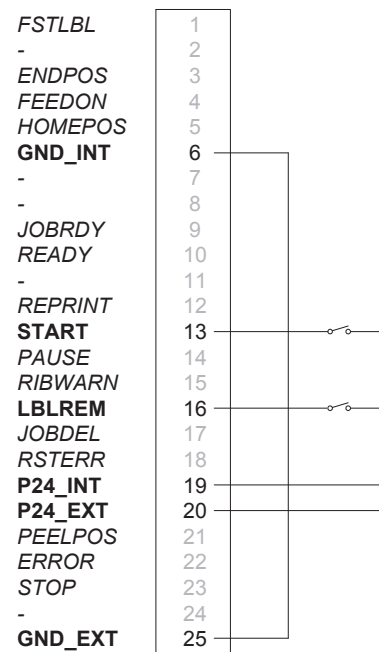 FSTLBL 1
- 2
ENDPOS 3
FEEDON 4
HOMEPOS 5
GND_INT 6
- 7
- 8
JOBRDY 9
READY 10
- 11
REPRINT 12
START 13
PAUSE 14
RIBWARN 15
LBLREM 16
JOBDEL 17
RSTERR 18
P24_INT 19
P24_EXT 20
PEELPOS 21
ERROR 22
STOP 23
- 24
GND_EXT 25